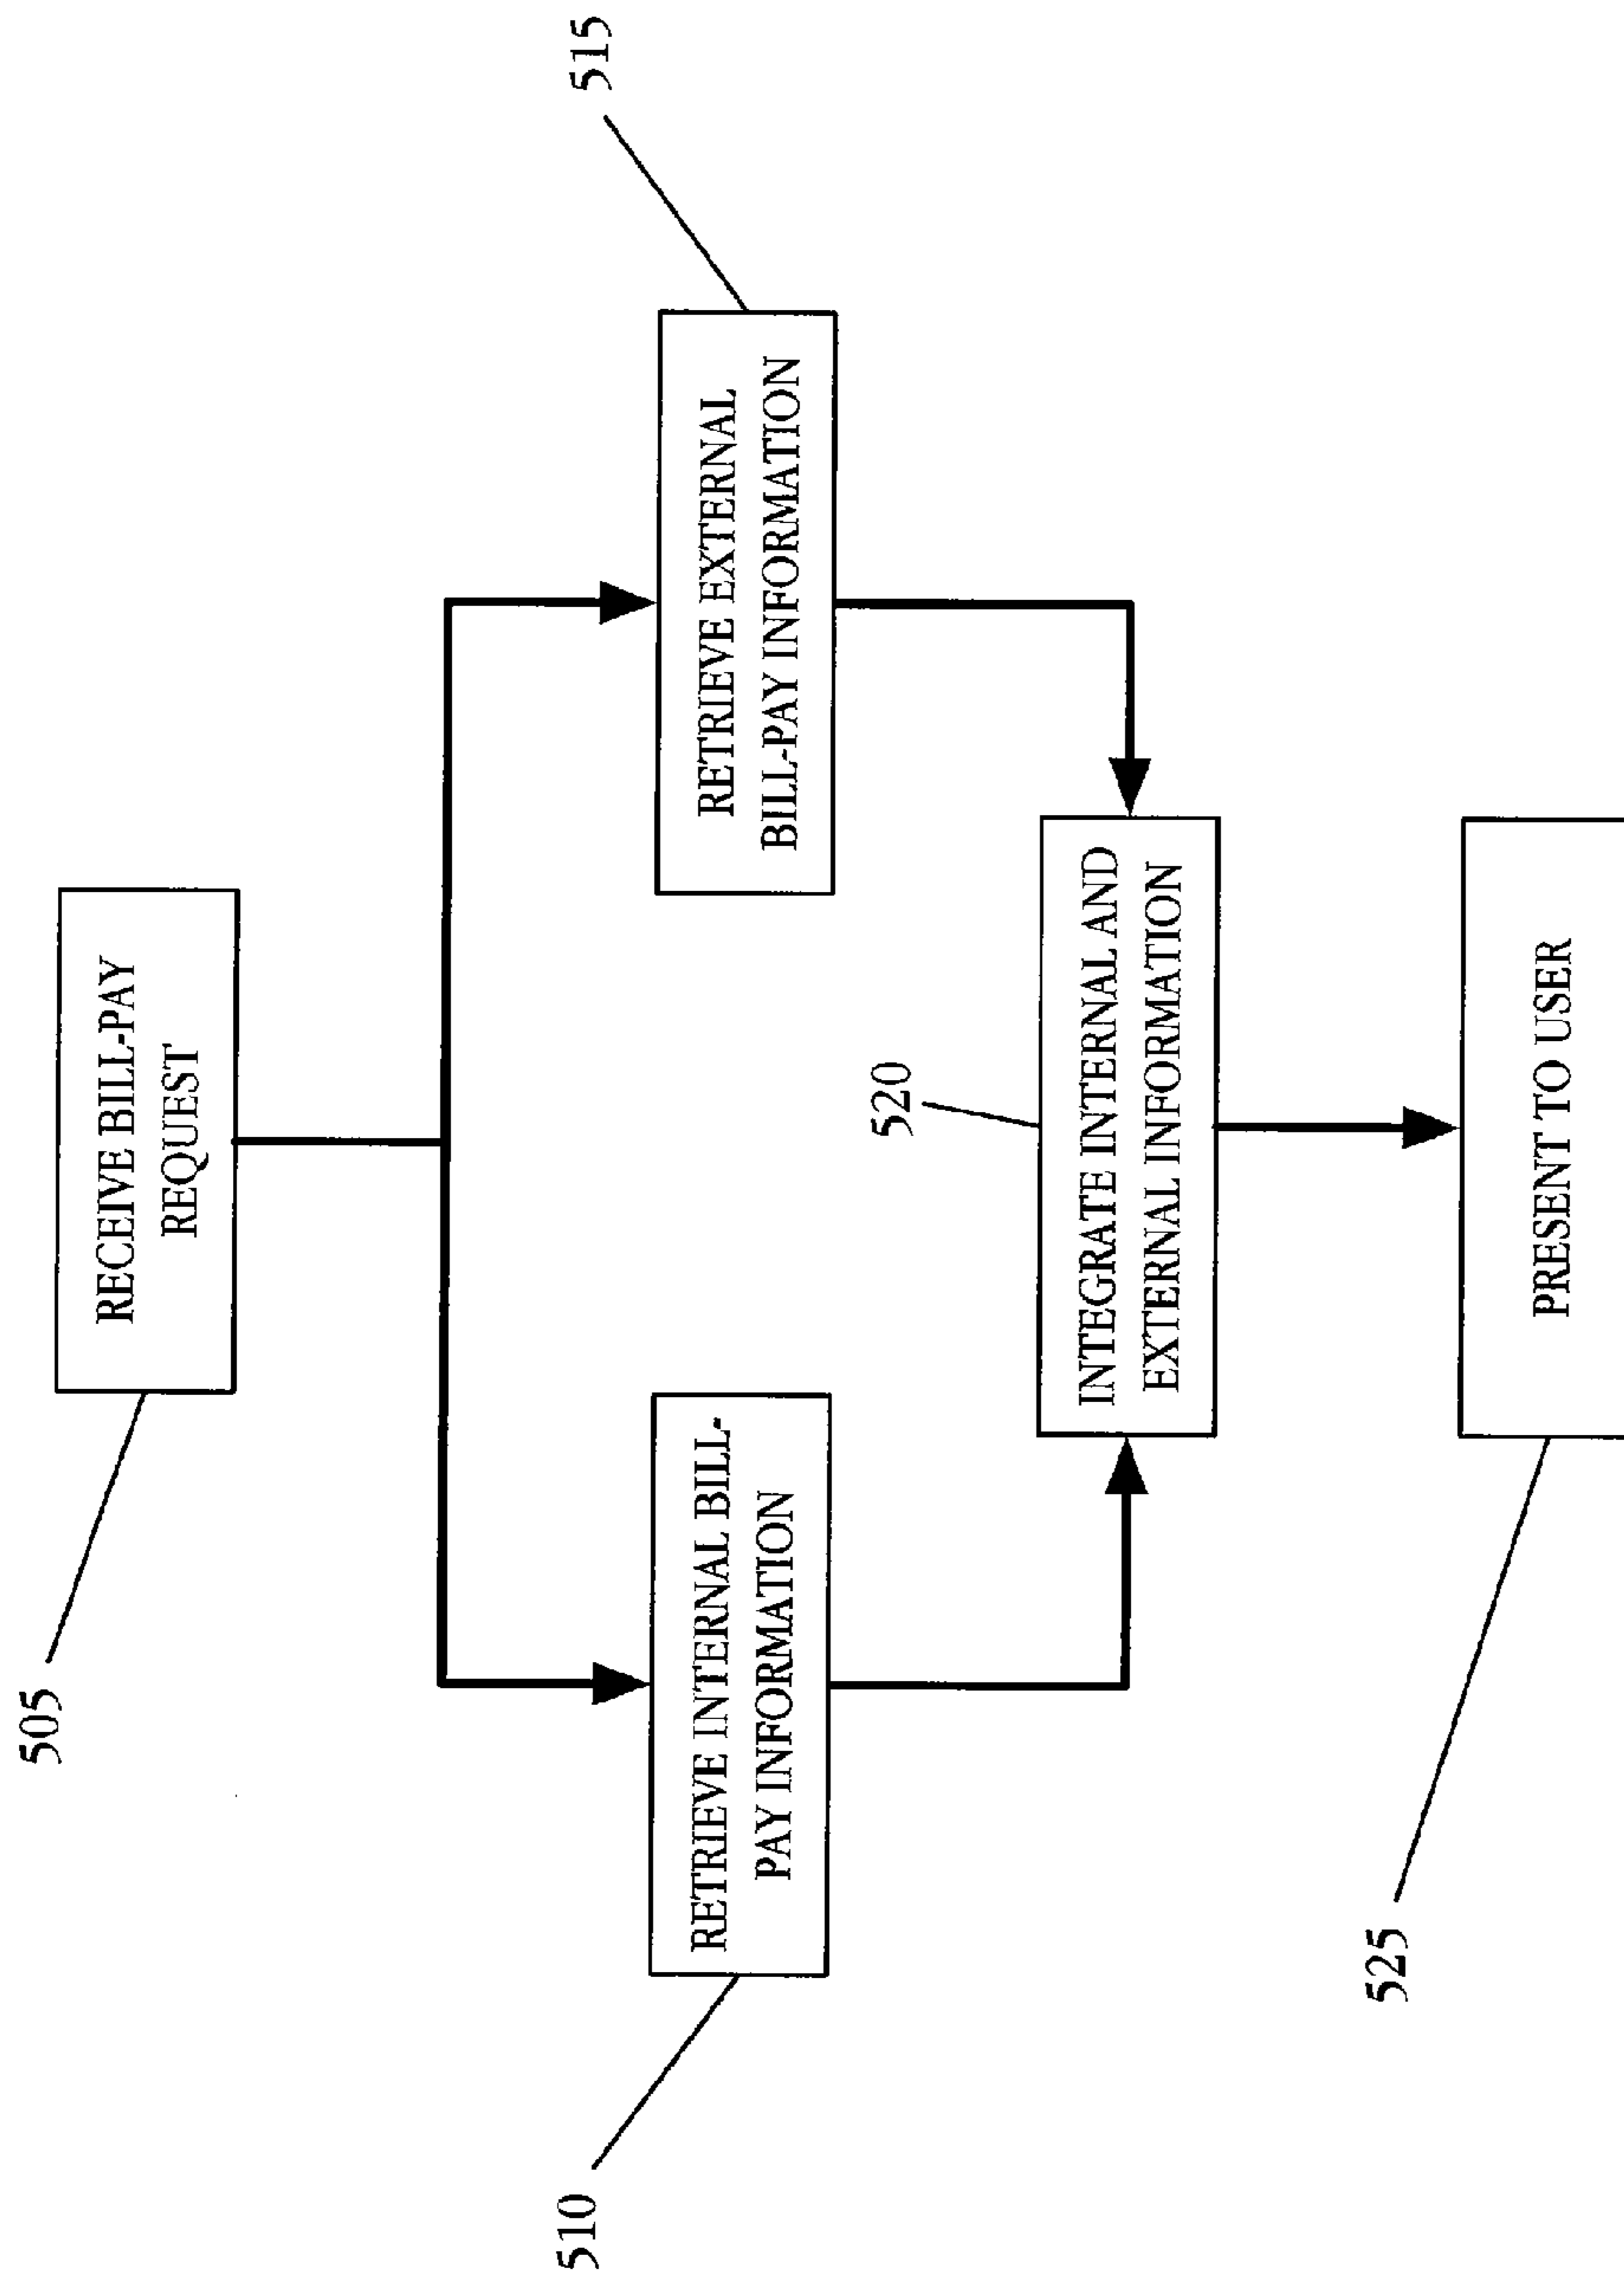 505
RECEIVE BILL-PAY
REQUEST
510
RETRIEVE INTERNAL BILL-
PAY INFORMATION
515
RETRIEVE EXTERNAL
BILL-PAY INFORMATION
520
INTEGRATE INTERNAL AND
EXTERNAL INFORMATION
525
PRESENT TO USER